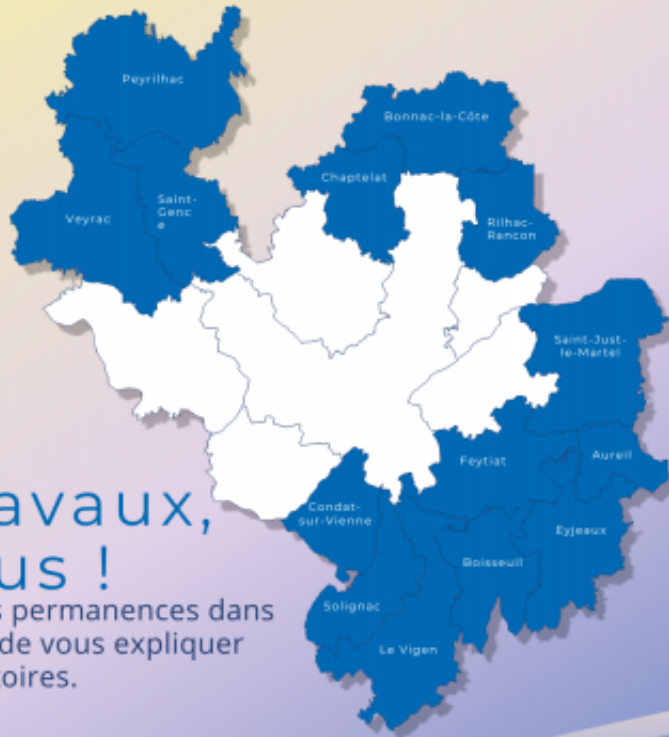 Peyrilhac
Bonnac-la-Côte
Chaptelat
Saint-
Genc
e
Veyrac
Rilhac-
Rancon
Saint-Just-
le-Martel
Feytiat
Aureil
Condat-
sur-Vienne
Eyjeaux
Boisseuil
Solignac
Le Vigen
avaux,
us !
s permanences dans
de vous expliquer
toires.